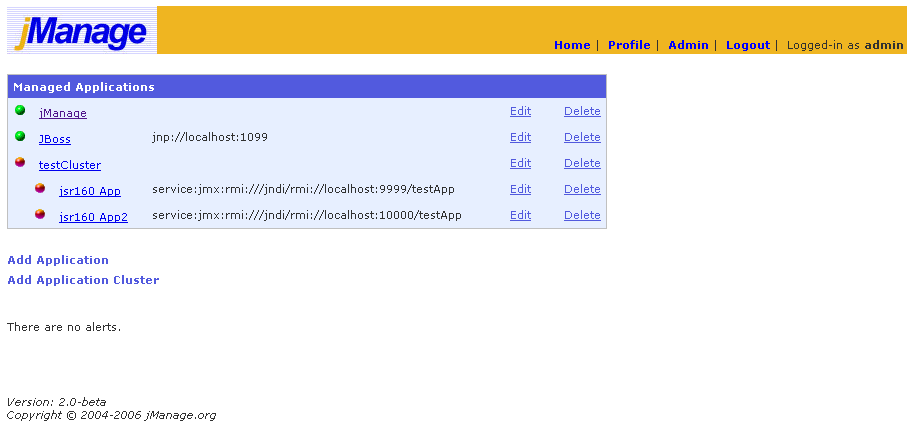 jManage
Home | Profile | Admin | Logout | Logged-in as admin
Managed Applications
jManage Edit Delete
JBoss jnp://localhost:1099 Edit Delete
testCluster Edit Delete
jsr160 App service:jmx:rmi:///jndi/rmi://localhost:9999/testApp Edit Delete
jsr160 App2 service:jmx:rmi:///jndi/rmi://localhost:10000/testApp Edit Delete
Add Application
Add Application Cluster
There are no alerts.
Version: 2.0-beta
Copyright © 2004-2006 jManage.org